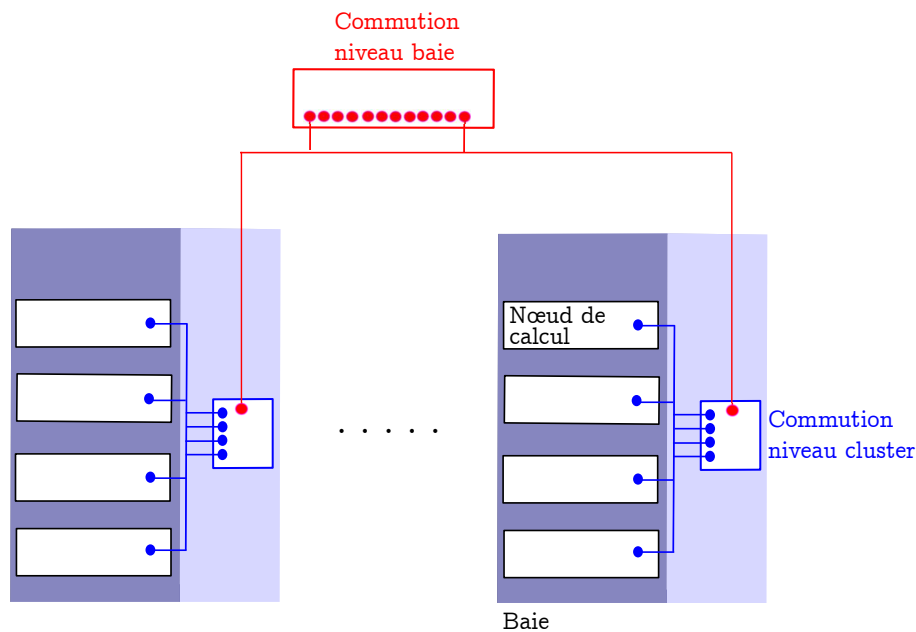 Commution
niveau baie
Nœud de
calcul
. . . . .
Commution
niveau cluster
Baie